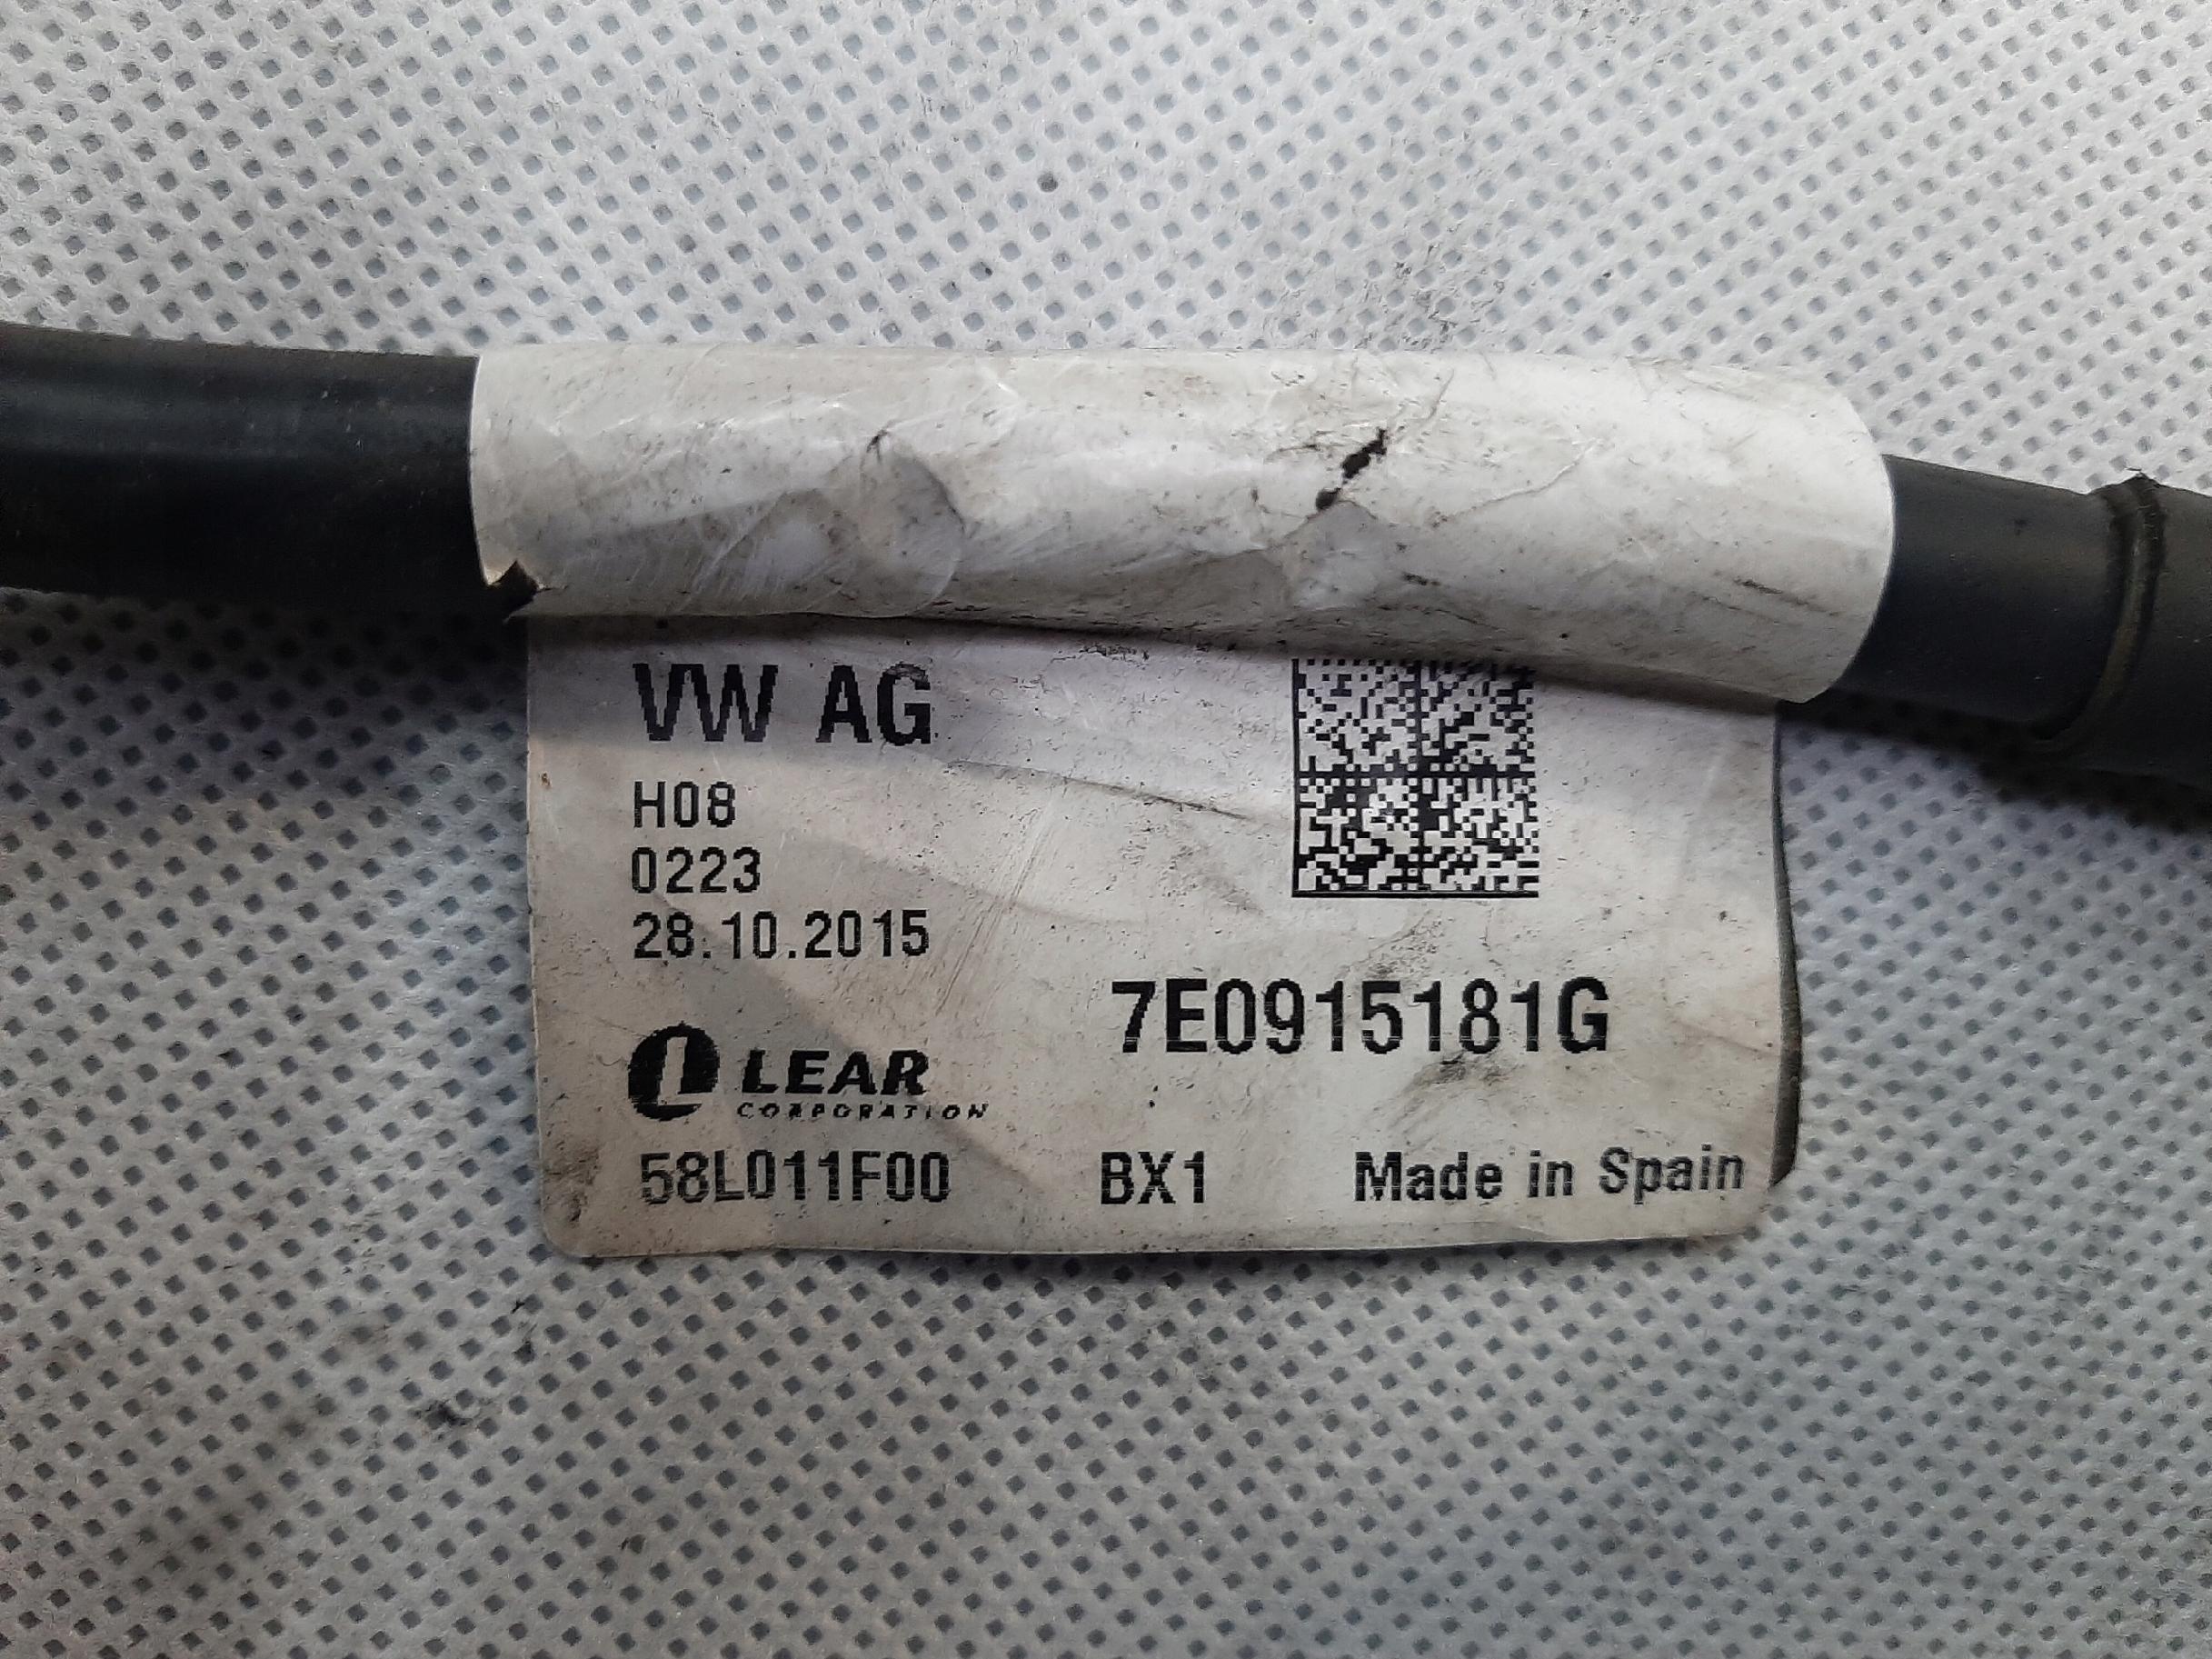 VW AG
H08
0223
28.10.2015
7E0915181G
LEAR
CORPORATION
58L011F00 BX1 Made in Spain